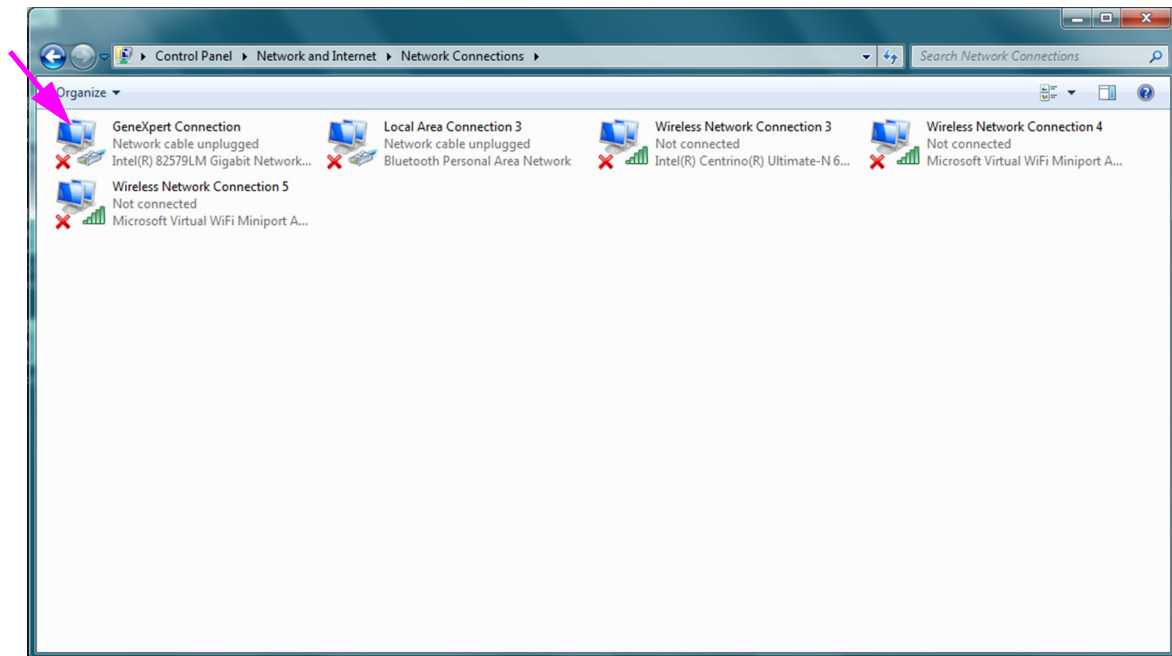 Control Panel Network and Internet Network Connections
Search Network Connections
Organize
GeneXpert Connection
Network cable unplugged
Intel(R) 82579LM Gigabit Network...
Local Area Connection 3
Network cable unplugged
Bluetooth Personal Area Network
Wireless Network Connection 3
Not connected
Intel(R) Centrino(R) Ultimate-N 6...
Wireless Network Connection 4
Not connected
Microsoft Virtual WiFi Miniport A...
Wireless Network Connection 5
Not connected
Microsoft Virtual WiFi Miniport A...